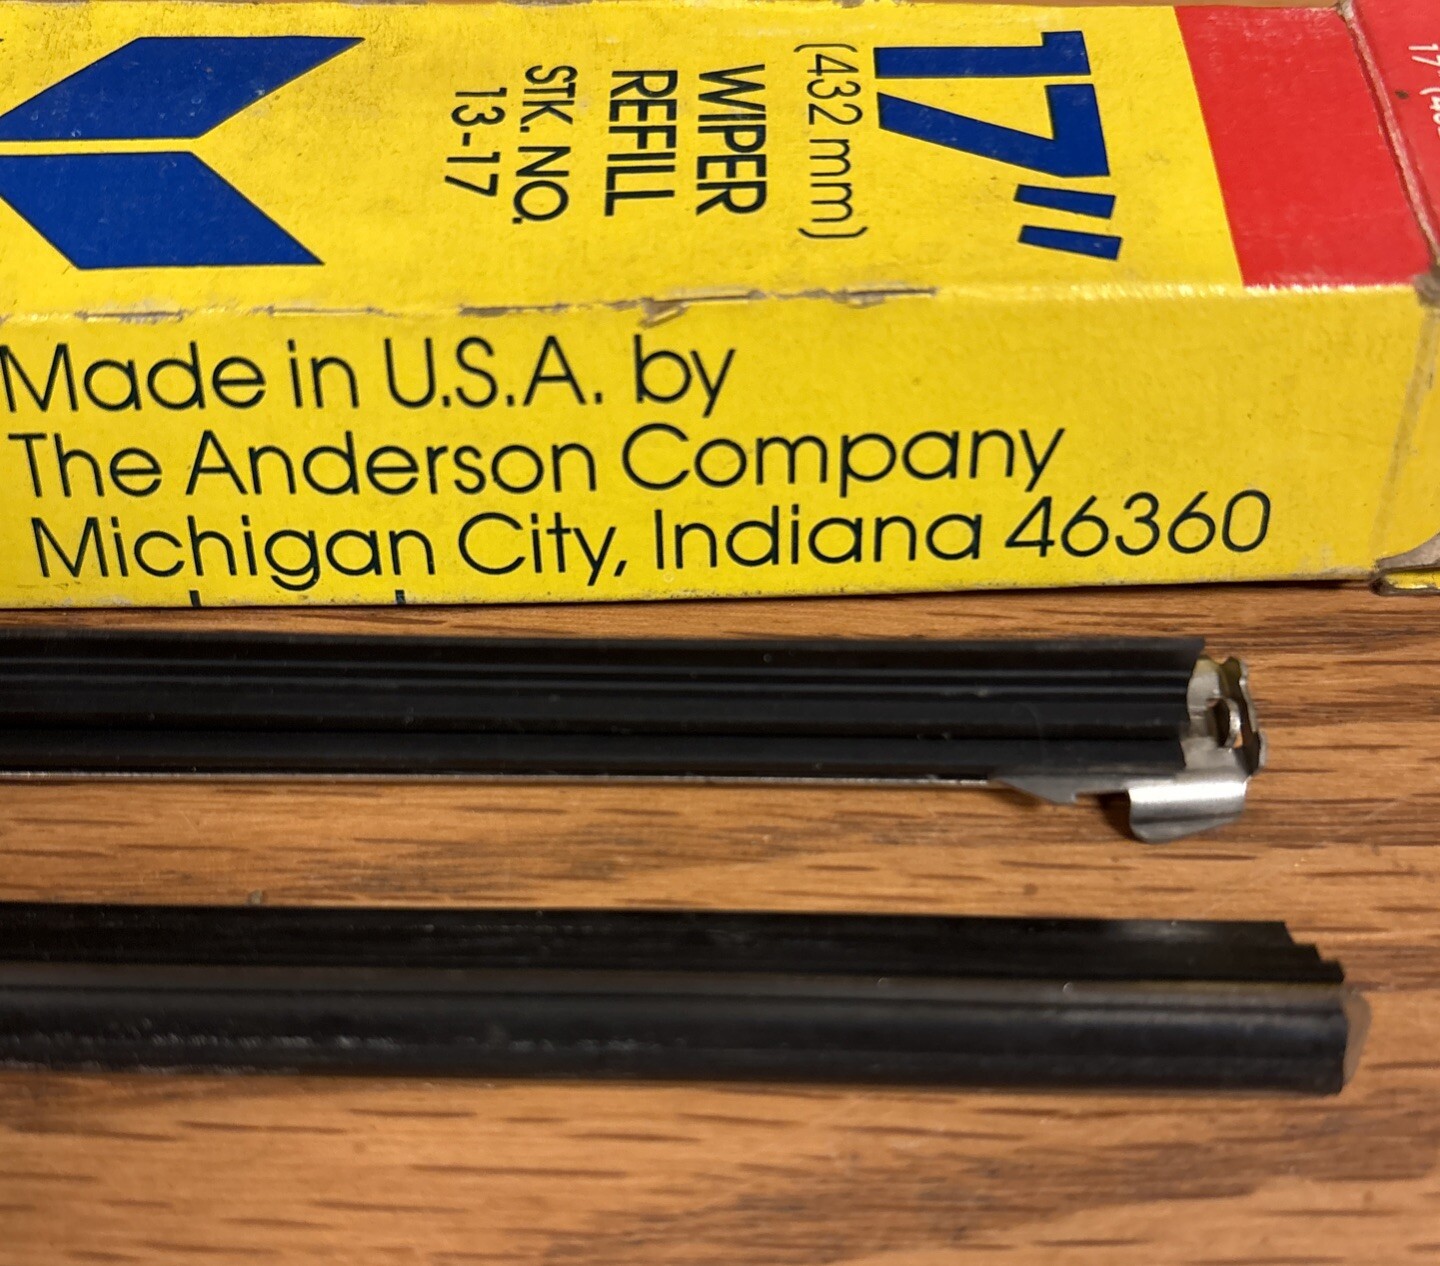 17"
(432 mm)
WIPER
REFILL
STK. NO.
13-17
Made in U.S.A. by
The Anderson Company
Michigan City, Indiana 46360